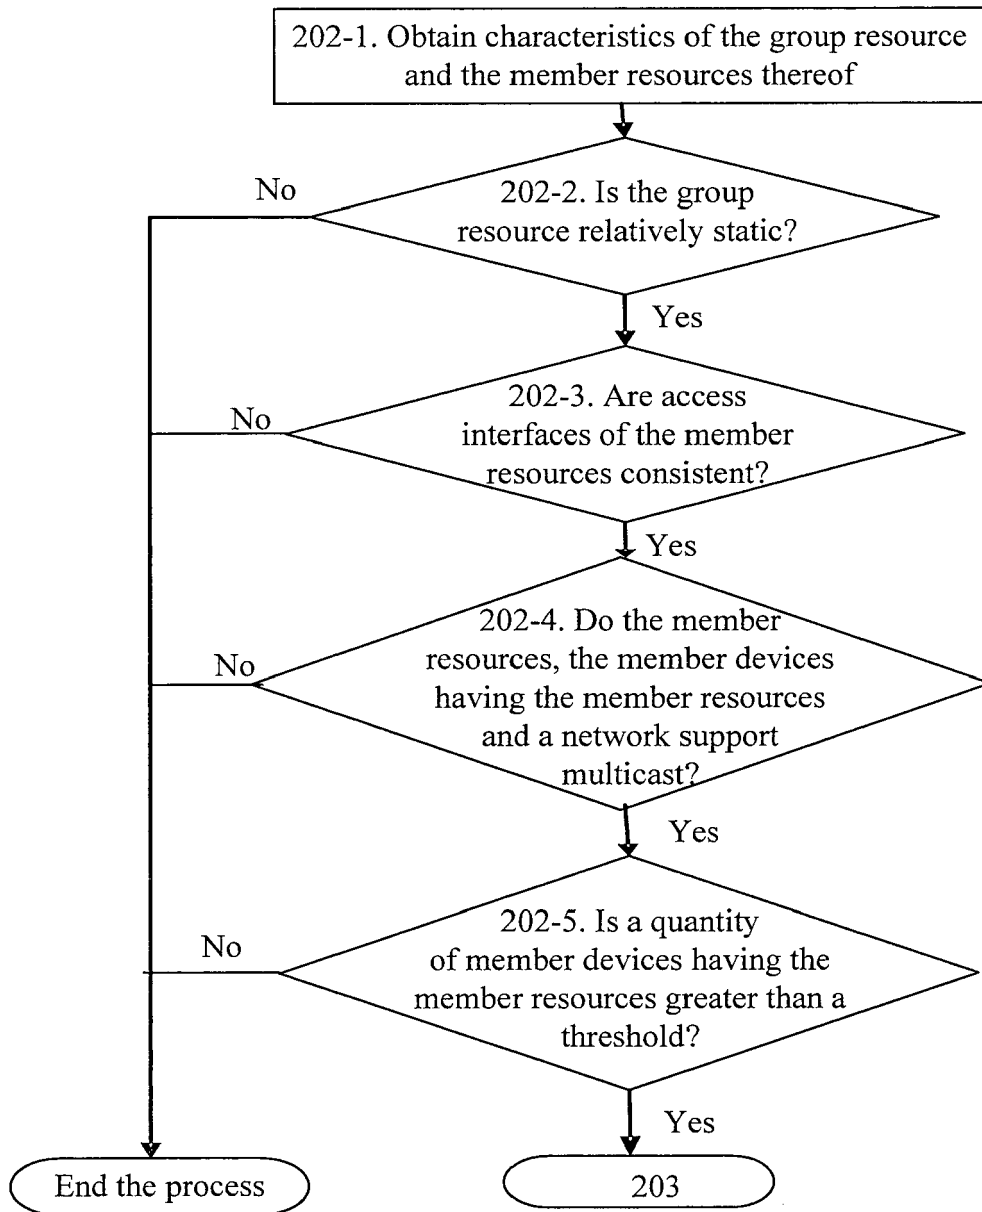 202-1. Obtain characteristics of the group resource
and the member resources thereof
No
202-2. Is the group
resource relatively static?
Yes
No
202-3. Are access
interfaces of the member
resources consistent?
Yes
No
202-4. Do the member
resources, the member devices
having the member resources
and a network support
multicast?
Yes
No
202-5. Is a quantity
of member devices having the
member resources greater than a
threshold?
Yes
End the process
203